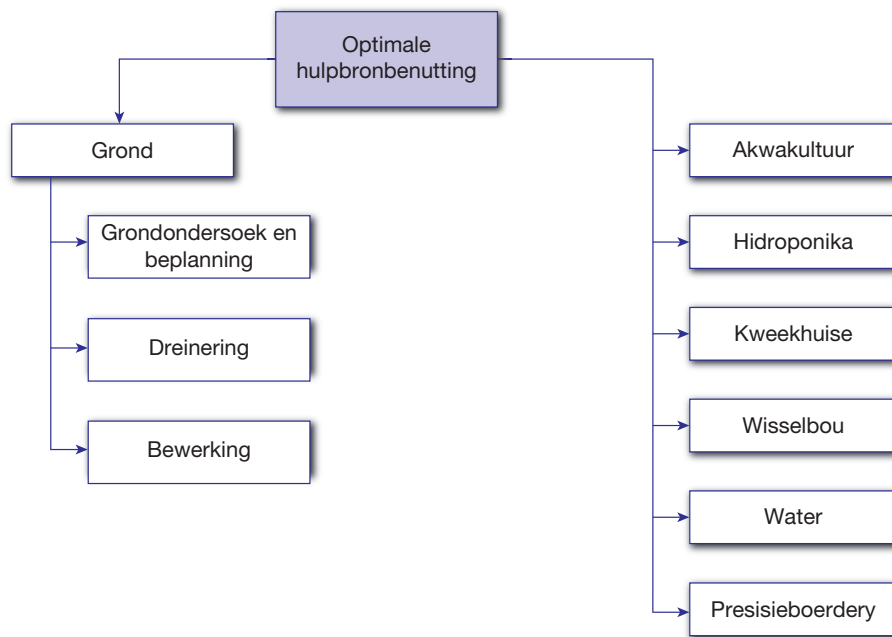 Optimale
hulpbronbenutting
Grond
Grondondersoek en
beplanning
Dreinering
Bewerking
Akwakultuur
Hidroponika
Kweekhuise
Wisselbou
Water
Presisieboerdery